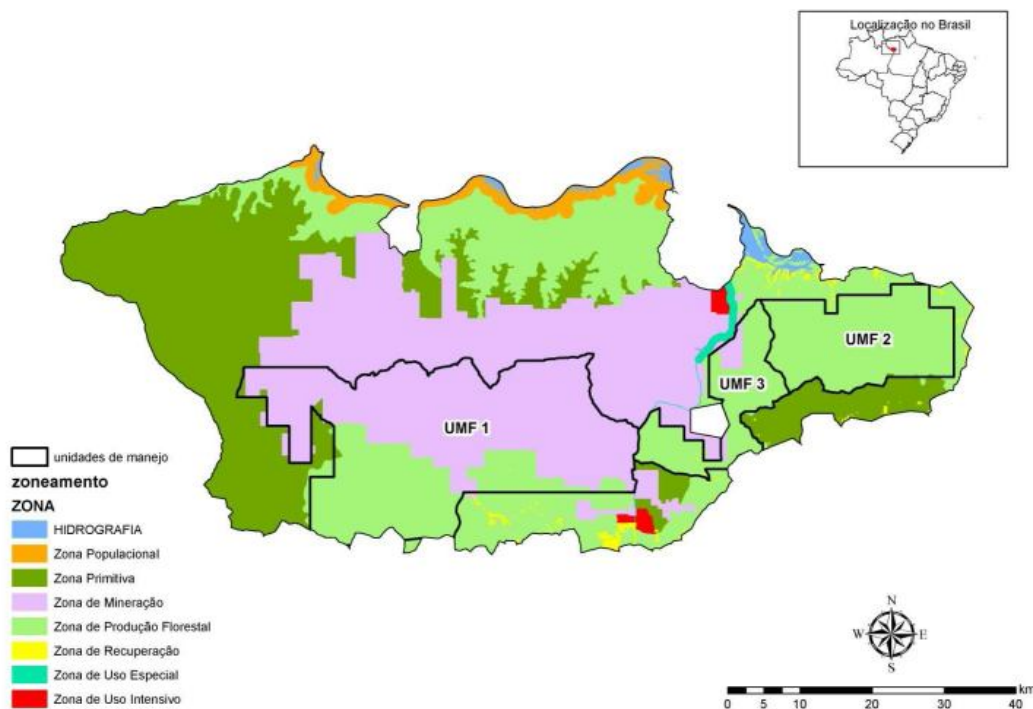 Localização no Brasil
UMF 2
UMF 3
UMF 1
unidades de manejo
zoneamento
ZONA
HIDROGRAFIA
Zona Populacional
Zona Primitiva
Zona de Mineração
Zona de Produção Florestal
Zona de Recuperação
Zona de Uso Especial
Zona de Uso Intensivo
N
W E
S
km
0 5 10 20 30 40